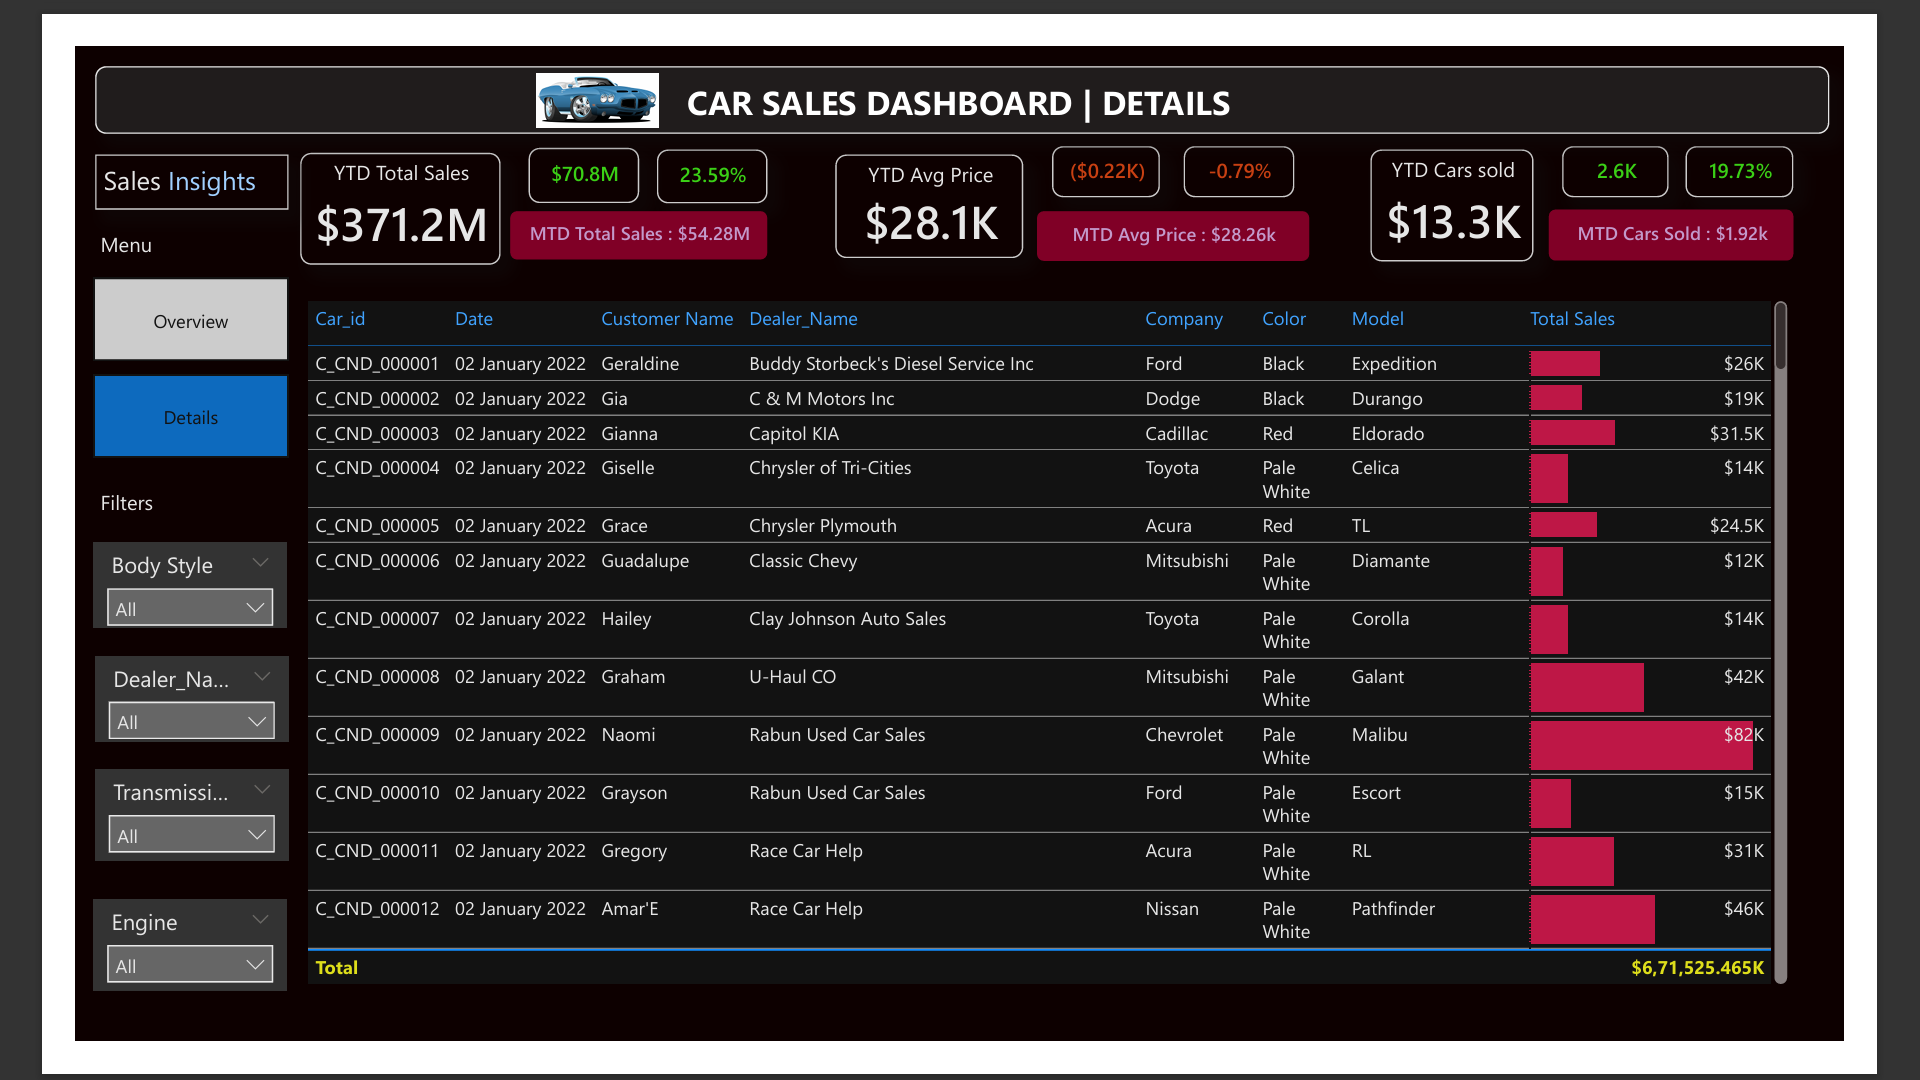 CAR SALES DASHBOARD | DETAILS
Sales Insights
YTD Total Sales
$371.2M
$70.8M
23.59%
MTD Total Sales : $54.28M
YTD Avg Price
$28.1K
($0.22K)
-0.79%
MTD Avg Price : $28.26k
YTD Cars sold
$13.3K
2.6K
19.73%
MTD Cars Sold : $1.92k
Menu
Overview
Details
Filters
Body Style
All
Dealer_Na...
All
Transmissi...
All
Engine
All
Car_id Date Customer Name Dealer_Name Company Color Model Total Sales
C_CND_000001 02 January 2022 Geraldine Buddy Storbeck's Diesel Service Inc Ford Black Expedition $26K
C_CND_000002 02 January 2022 Gia C & M Motors Inc Dodge Black Durango $19K
C_CND_000003 02 January 2022 Gianna Capitol KIA Cadillac Red Eldorado $31.5K
C_CND_000004 02 January 2022 Giselle Chrysler of Tri-Cities Toyota Pale Celica $14K
White
C_CND_000005 02 January 2022 Grace Chrysler Plymouth Acura Red TL $24.5K
C_CND_000006 02 January 2022 Guadalupe Classic Chevy Mitsubishi Pale Diamante $12K
White
C_CND_000007 02 January 2022 Hailey Clay Johnson Auto Sales Toyota Pale Corolla $14K
White
C_CND_000008 02 January 2022 Graham U-Haul CO Mitsubishi Pale Galant $42K
White
C_CND_000009 02 January 2022 Naomi Rabun Used Car Sales Chevrolet Pale Malibu $82K
White
C_CND_000010 02 January 2022 Grayson Rabun Used Car Sales Ford Pale Escort $15K
White
C_CND_000011 02 January 2022 Gregory Race Car Help Acura Pale RL $31K
White
C_CND_000012 02 January 2022 Amar'E Race Car Help Nissan Pale Pathfinder $46K
White
Total $6,71,525.465K